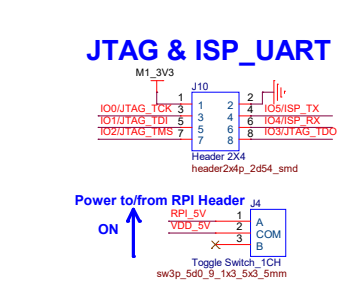 JTAG & ISP_UART
M1_3V3
J10
1 1 2 2
IO0/JTAG_TCK 3 3 4 4 IO5/ISP_TX
IO1/JTAG_TDI 5 5 6 6 IO4/ISP_RX
IO2/JTAG_TMS 7 7 8 8 IO3/JTAG_TDO
Header 2X4
header2x4p_2d54_smd
Power to/from RPI Header
J4
RPI_5V 1 A
ON VDD_5V 2 COM
3 B
Toggle Switch_1CH
sw3p_5d0_9_1x3_5x3_5mm